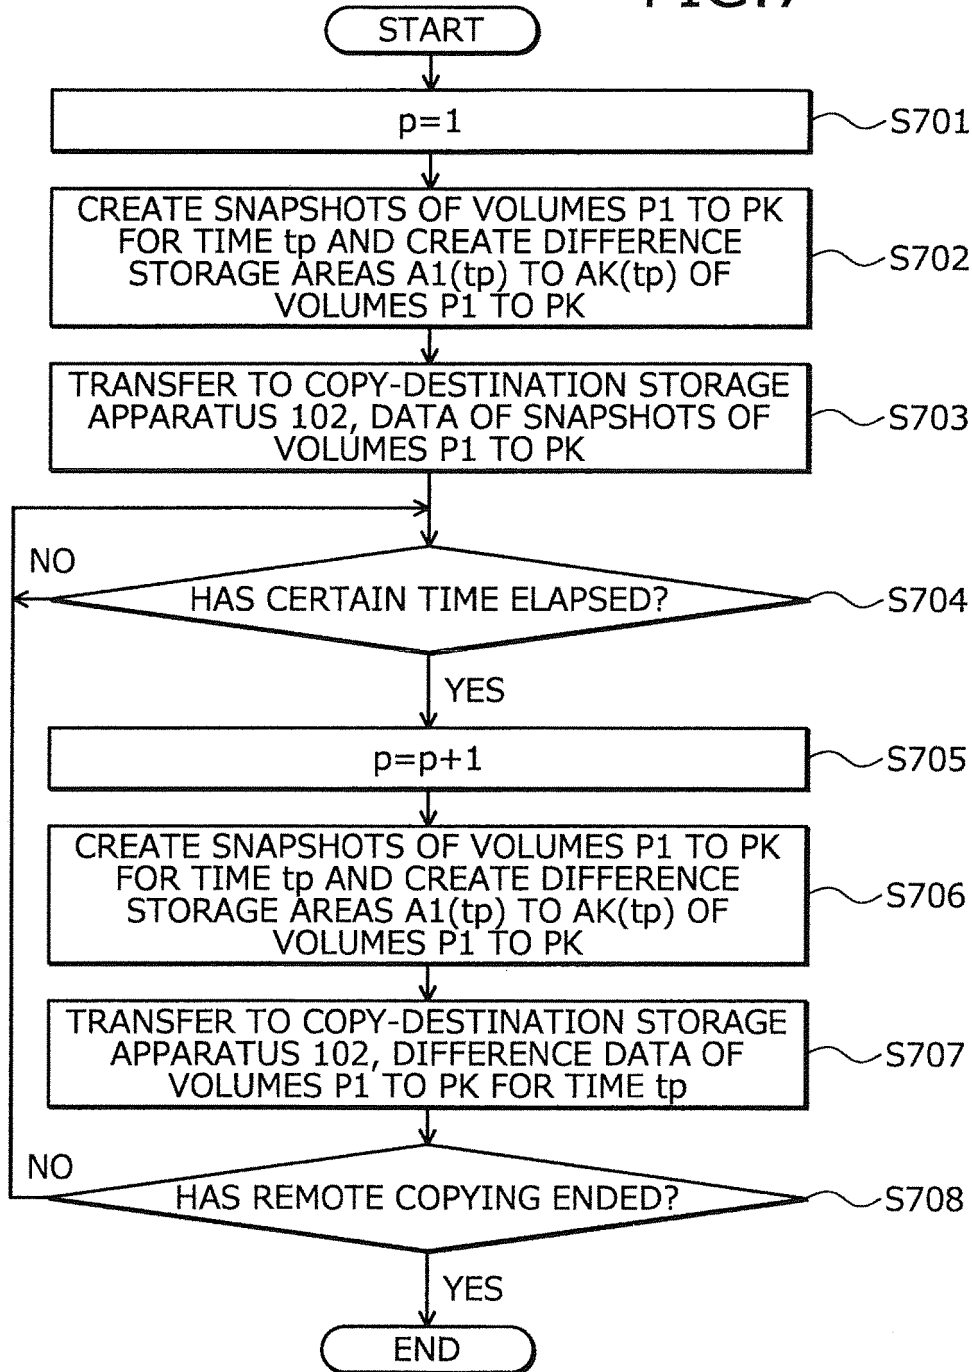 FIG.7
START
p=1
S701
CREATE SNAPSHOTS OF VOLUMES P1 TO PK
FOR TIME tp AND CREATE DIFFERENCE
STORAGE AREAS A1(tp) TO AK(tp) OF
VOLUMES P1 TO PK
S702
TRANSFER TO COPY-DESTINATION STORAGE
APPARATUS 102, DATA OF SNAPSHOTS OF
VOLUMES P1 TO PK
S703
NO
HAS CERTAIN TIME ELAPSED?
S704
YES
p=p+1
S705
CREATE SNAPSHOTS OF VOLUMES P1 TO PK
FOR TIME tp AND CREATE DIFFERENCE
STORAGE AREAS A1(tp) TO AK(tp) OF
VOLUMES P1 TO PK
S706
TRANSFER TO COPY-DESTINATION STORAGE
APPARATUS 102, DIFFERENCE DATA OF
VOLUMES P1 TO PK FOR TIME tp
S707
NO
HAS REMOTE COPYING ENDED?
S708
YES
END